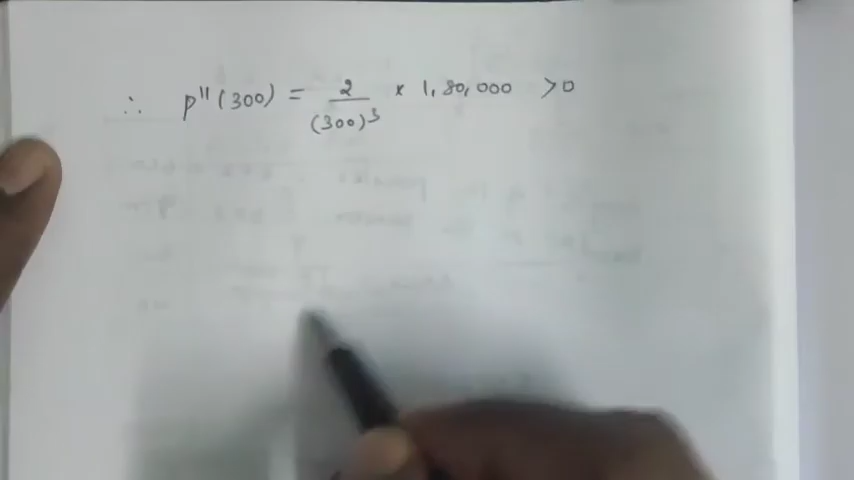 ∴ p''(300) = 2/(300)³ × 1,80,000 >0